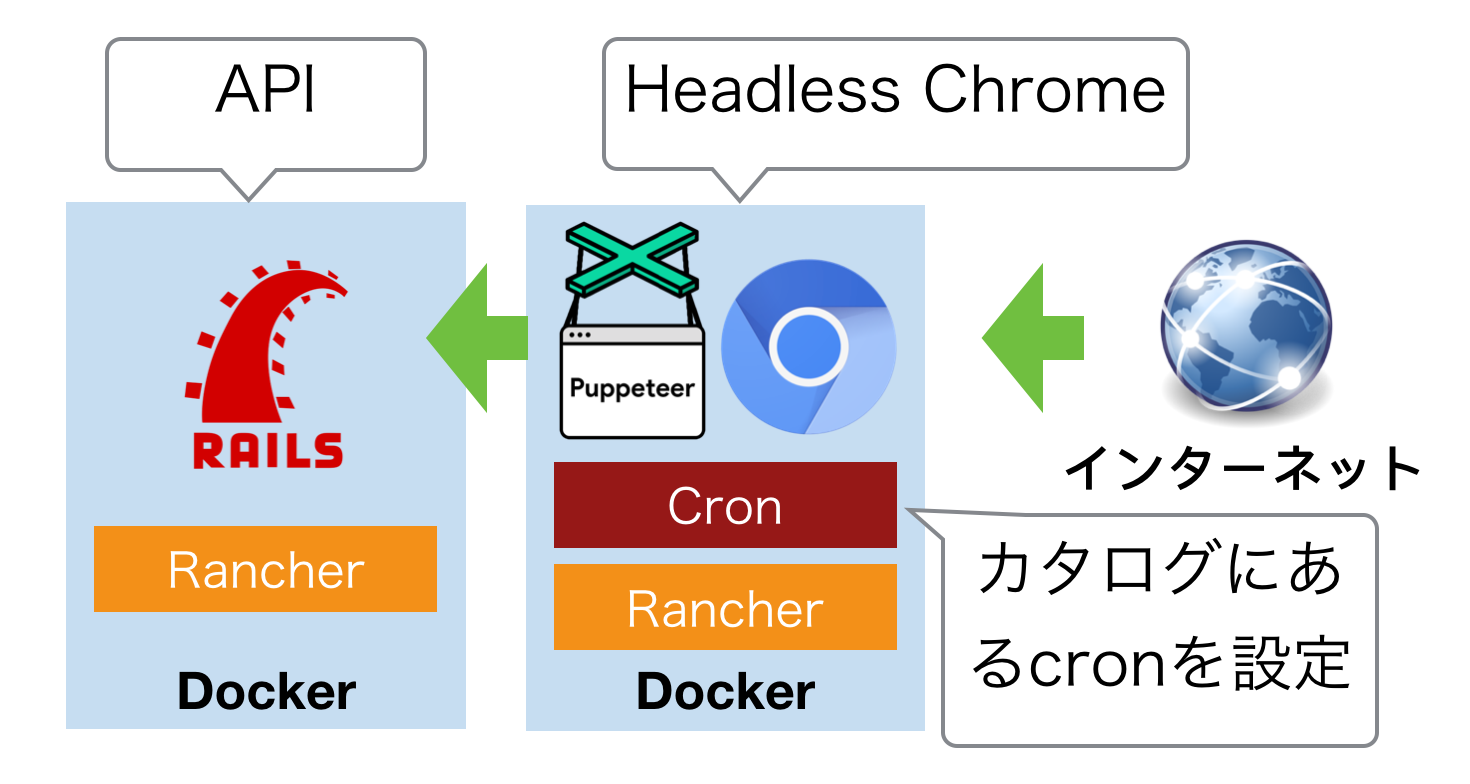 API
Headless Chrome
Puppeteer
RAILS
インターネット
Cron
Rancher
Rancher
カタログにあ
るcronを設定
Docker
Docker